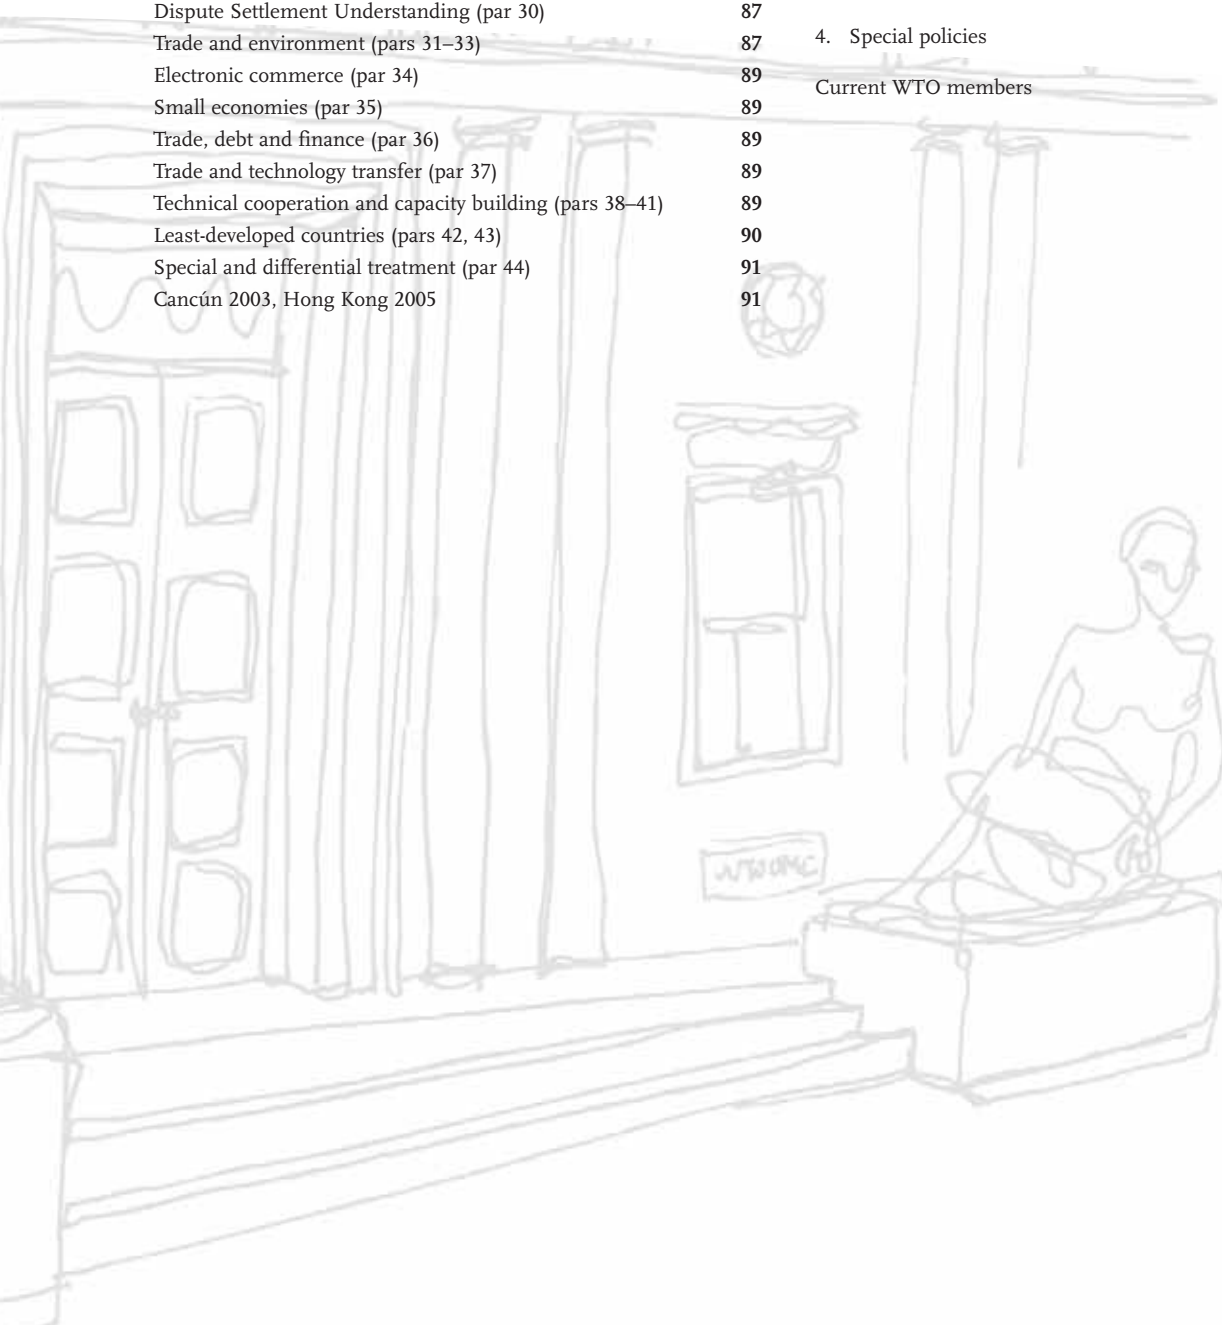 Dispute Settlement Understanding (par 30) 87
Trade and environment (pars 31–33) 87
Electronic commerce (par 34) 89
Small economies (par 35) 89
Trade, debt and finance (par 36) 89
Trade and technology transfer (par 37) 89
Technical cooperation and capacity building (pars 38–41) 89
Least-developed countries (pars 42, 43) 90
Special and differential treatment (par 44) 91
Cancún 2003, Hong Kong 2005 91
4. Special policies
Current WTO members